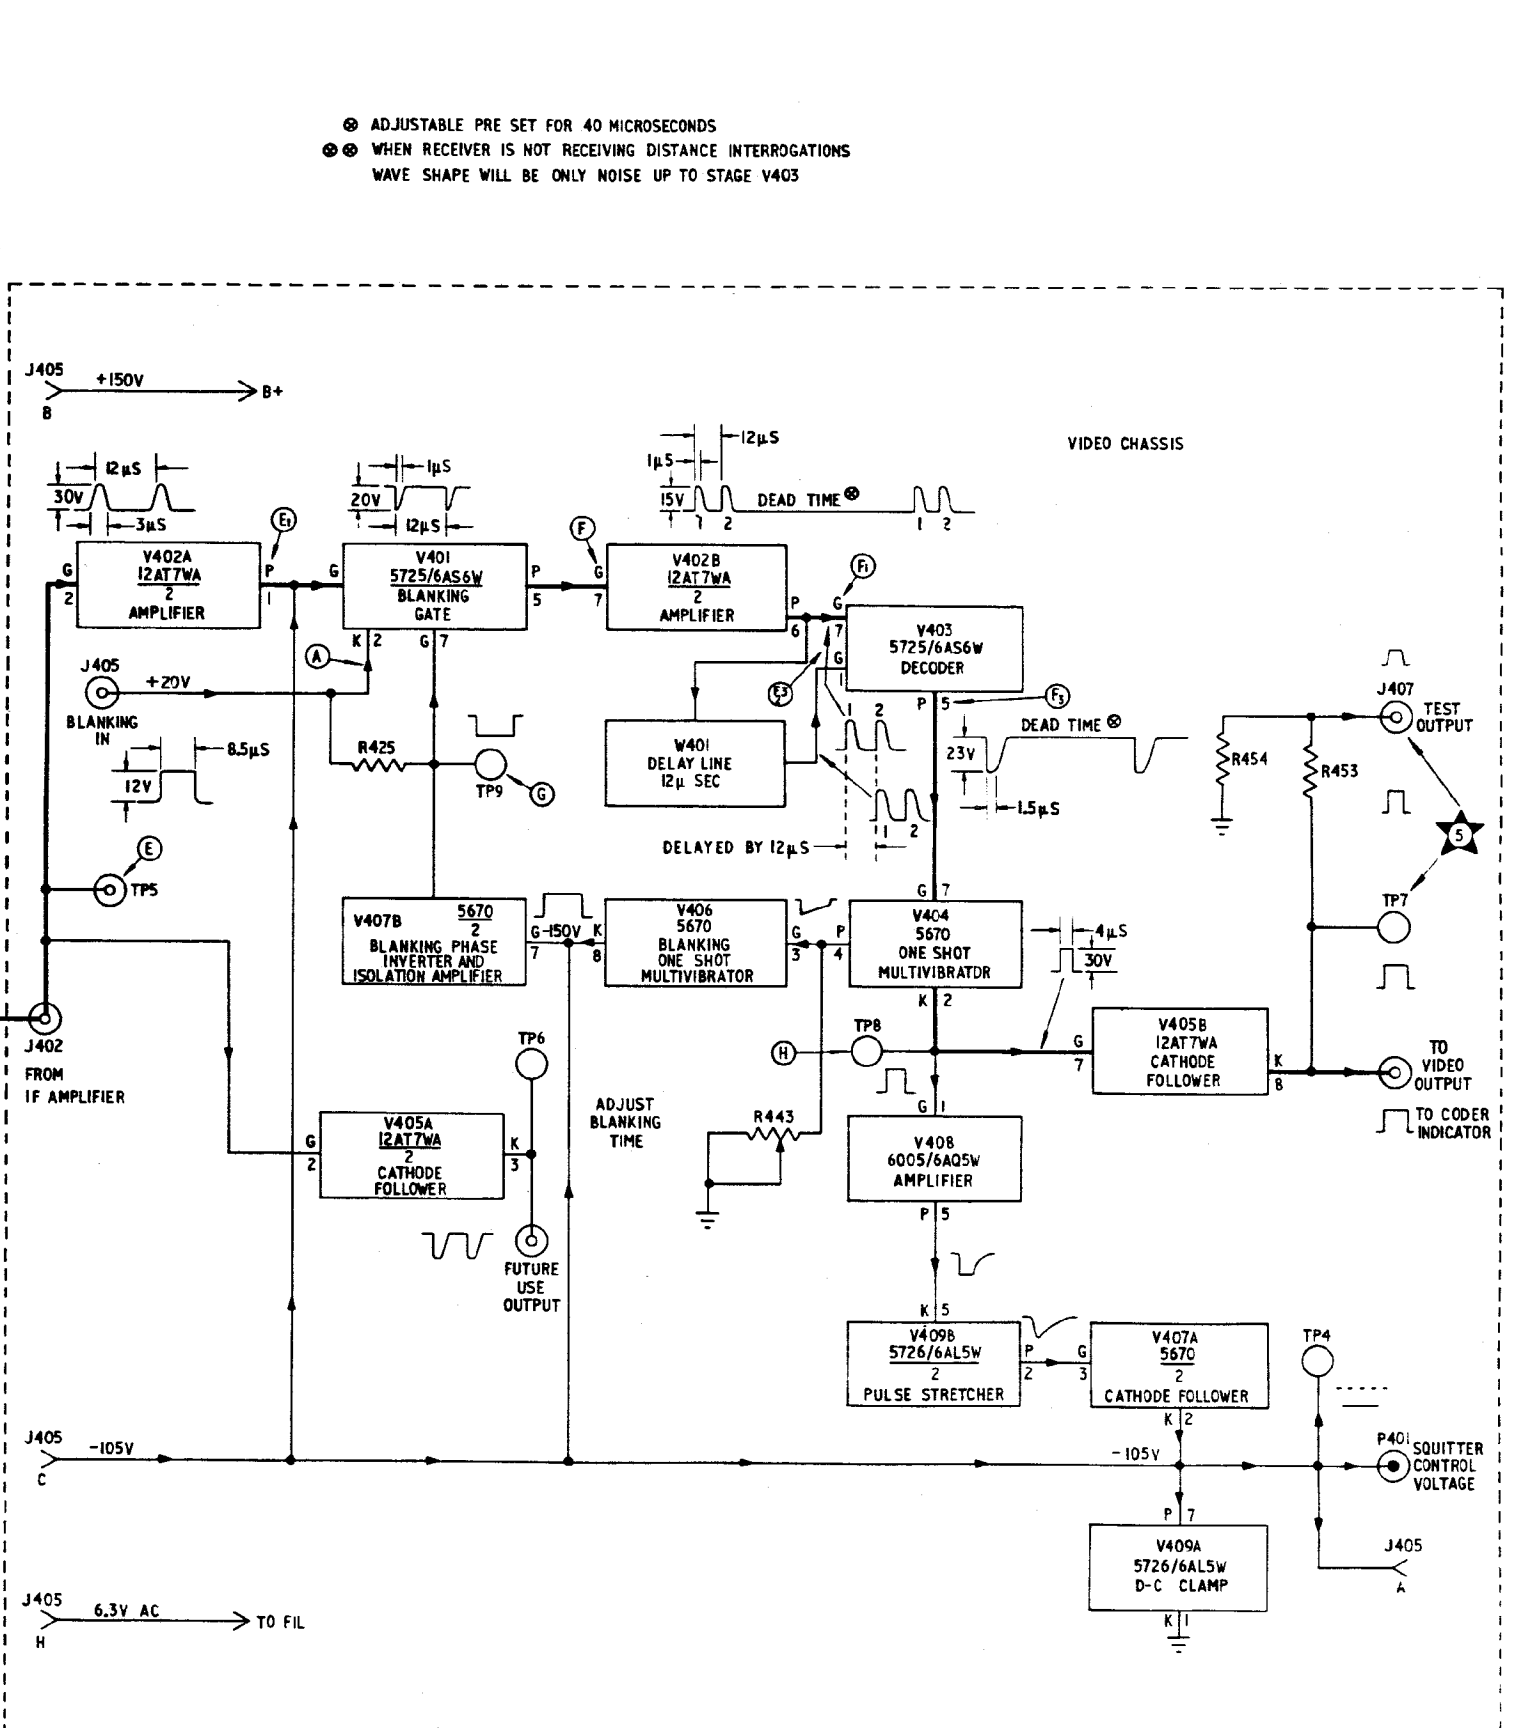 ⊗ ADJUSTABLE PRE SET FOR 40 MICROSECONDS
⊗⊗ WHEN RECEIVER IS NOT RECEIVING DISTANCE INTERROGATIONS
WAVE SHAPE WILL BE ONLY NOISE UP TO STAGE V403
J405
+150V
B+
B
VIDEO CHASSIS
12μS
30V
3μS
1μS
20V
12μS
12μS
1μS
15V
1 2
DEAD TIME ⊗
1 2
E1
F
F1
G
2
V402A
12AT7WA
2
AMPLIFIER
P
1
G
V401
5725/6AS6W
BLANKING
GATE
P
5
K 2
G 7
A
G
7
V402B
12AT7WA
2
AMPLIFIER
P
6
G
7
G
1
V403
5725/6AS6W
DECODER
P 5
E3
2
F3
J405
+20V
BLANKING
IN
8.5μS
12V
R425
TP9
G
W401
DELAY LINE
12μ SEC
1 2
1 2
DELAYED BY 12μS
23V
DEAD TIME ⊗
1.5μS
J407
TEST
OUTPUT
R454
R453
5
TP7
E
TP5
V407B
5670
2
BLANKING PHASE
INVERTER AND
ISOLATION AMPLIFIER
G
7
-150V
K
8
V406
5670
BLANKING
ONE SHOT
MULTIVIBRATOR
G
3
P
4
G 7
V404
5670
ONE SHOT
MULTIVIBRATOR
K 2
4μS
30V
J402
FROM
IF AMPLIFIER
TP6
H
TP8
G
7
V405B
12AT7WA
CATHODE
FOLLOWER
K
8
TO
VIDEO
OUTPUT
TO CODER
INDICATOR
ADJUST
BLANKING
TIME
R443
G 1
V408
6005/6AQ5W
AMPLIFIER
P 5
G
2
V405A
12AT7WA
2
CATHODE
FOLLOWER
K
3
FUTURE
USE
OUTPUT
K 5
V409B
5726/6AL5W
2
PULSE STRETCHER
P
2
G
3
V407A
5670
2
CATHODE FOLLOWER
K 2
TP4
J405
-105V
C
-105V
P401
SQUITTER
CONTROL
VOLTAGE
P 7
V409A
5726/6AL5W
D-C CLAMP
K 1
J405
A
J405
6.3V AC
TO FIL
H